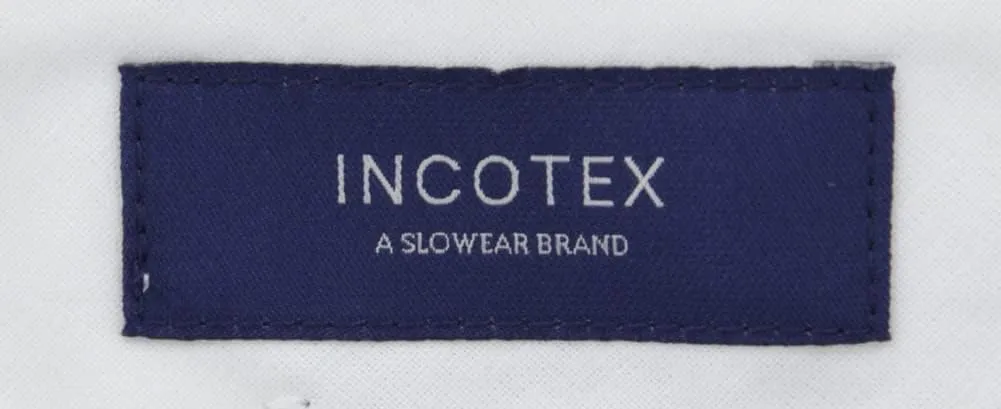 INCOTEX
A SLOWEAR BRAND